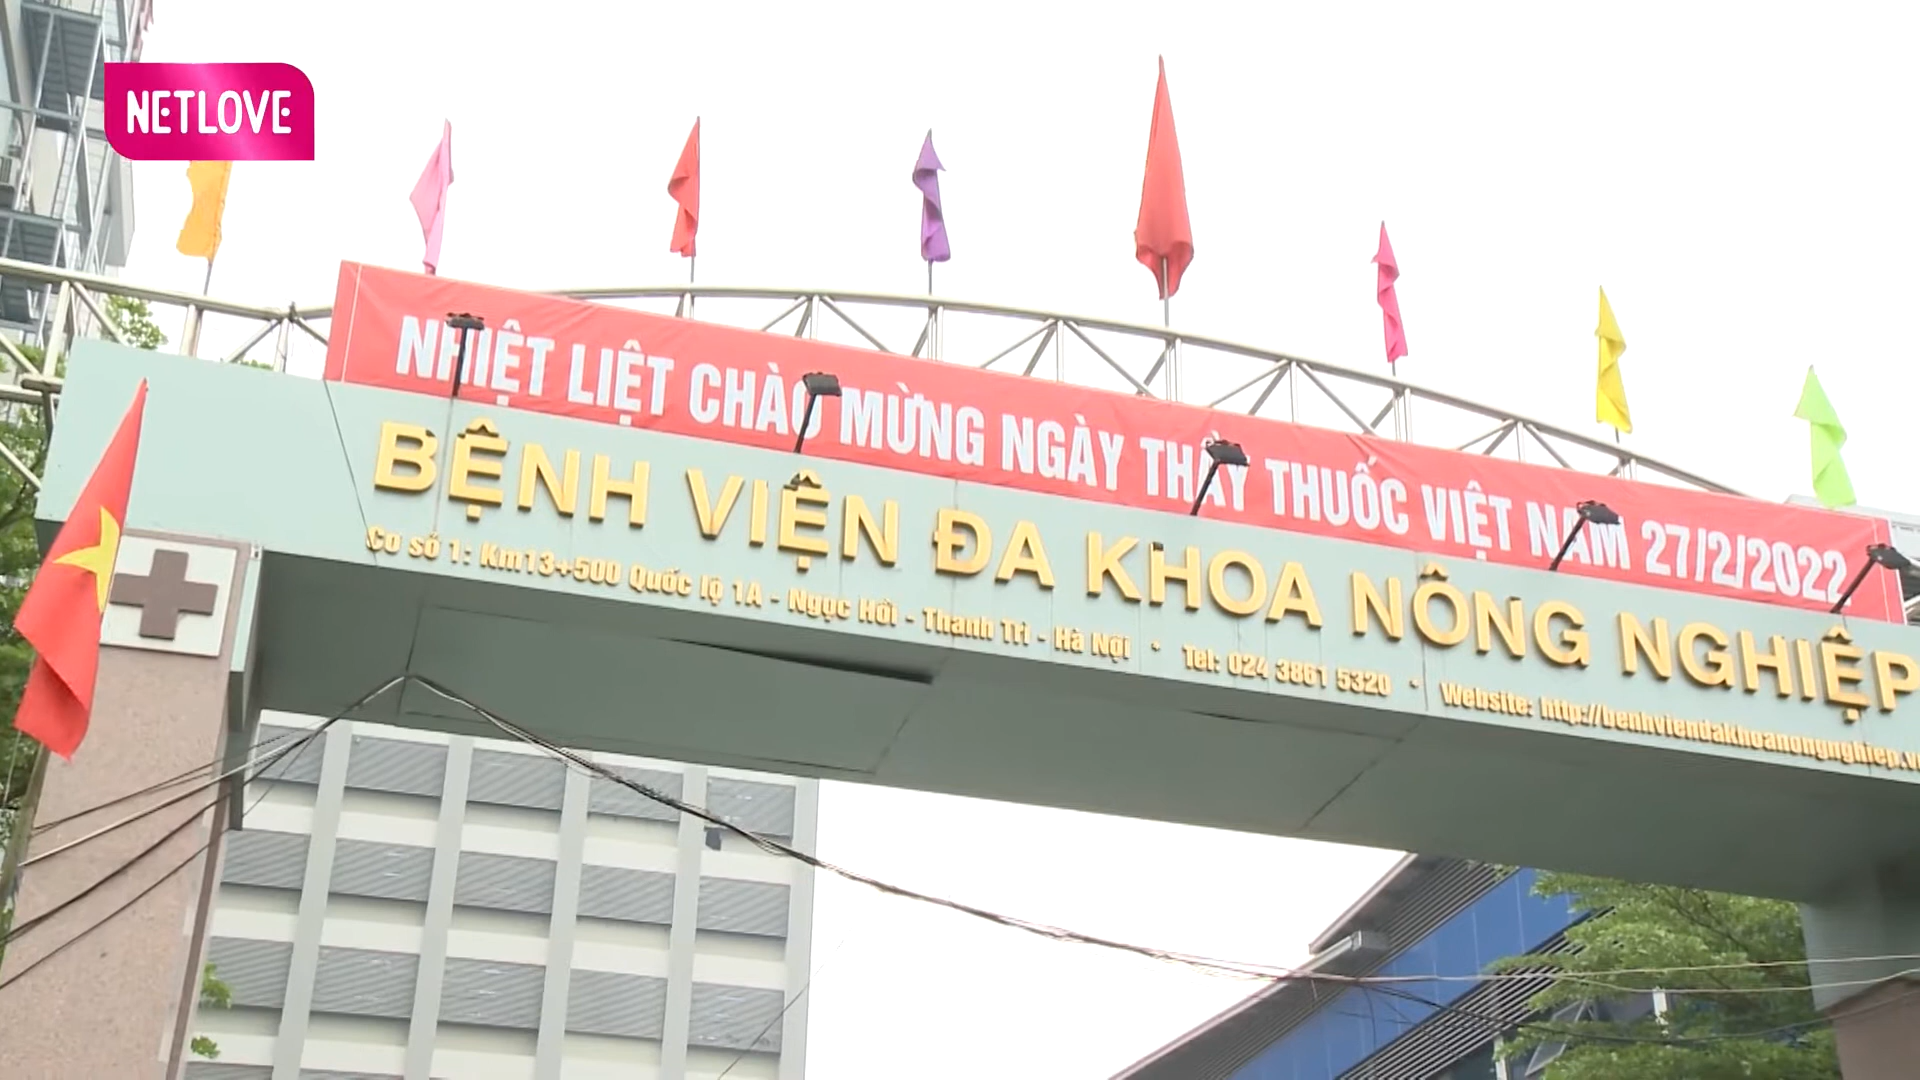 NETLOVE
NHIỆT LIỆT CHÀO MỪNG NGÀY THẦY THUỐC VIỆT NAM 27/2/2022
BỆNH VIỆN ĐA KHOA NÔNG NGHIỆP
Cơ sở 1: Km13+500 Quốc lộ 1A - Ngọc Hồi - Thanh Trì - Hà Nội • Tel: 024 3861 5320 • Website: http://benhviendakhoanongnghiep.v